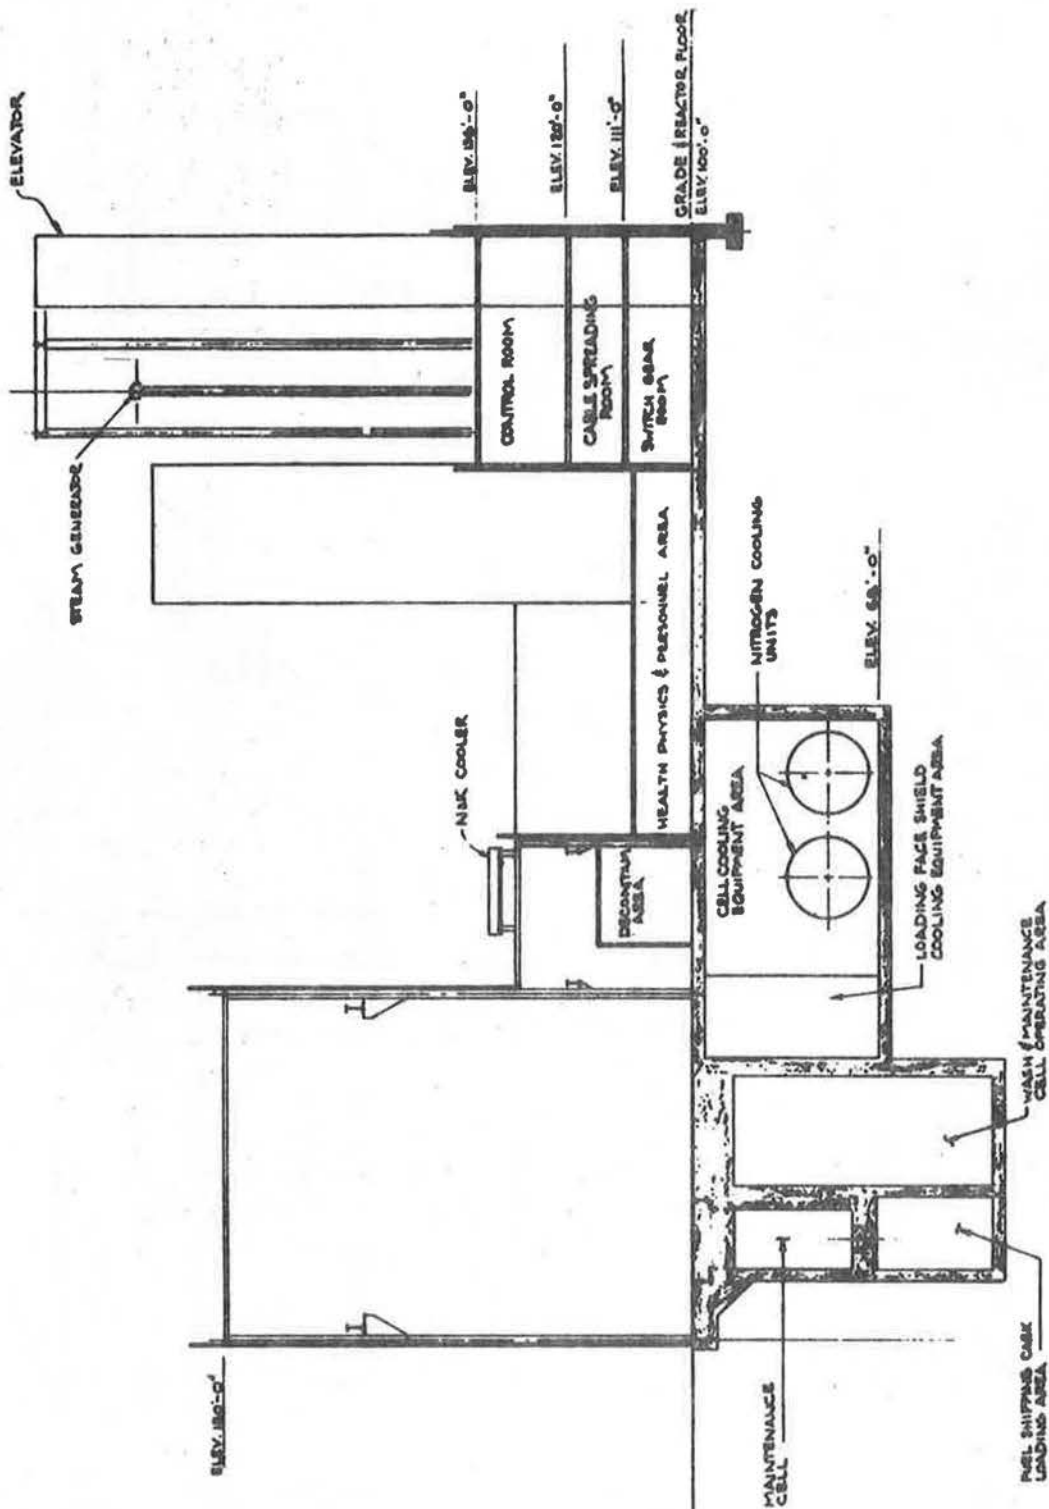 ELEVATOR
STEAM GENERATOR
ELEV. 136'-0"
CONTROL ROOM
ELEV. 120'-0"
CABLE SPREADING
ROOM
ELEV. 111'-0"
SWITCH GEAR
ROOM
GRADE & REACTOR FLOOR
ELEV. 100'-0"
HEALTH PHYSICS & PERSONNEL AREA
NaK COOLER
DECONTAM
AREA
CELL COOLING
EQUIPMENT AREA
NITROGEN COOLING
UNITS
ELEV. 68'-0"
LOADING FACE SHIELD
COOLING EQUIPMENT AREA
WASH & MAINTENANCE
CELL OPERATING AREA
ELEV. 180'-0"
MAINTENANCE
CELL
FUEL SHIPPING CASK
LOADING AREA